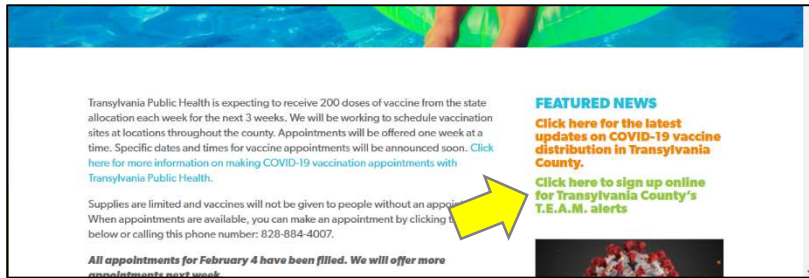 Transylvania Public Health is expecting to receive 200 doses of vaccine from the state
allocation each week for the next 3 weeks. We will be working to schedule vaccination
sites at locations throughout the county. Appointments will be offered one week at a
time. Specific dates and times for vaccine appointments will be announced soon. Click
here for more information on making COVID-19 vaccination appointments with
Transylvania Public Health.
Supplies are limited and vaccines will not be given to people without an
When appointments are available, you can make an appointment by clicking
below or calling this phone number: 828-884-4007.
All appointments for February 4 have been filled. We will offer more
appointments next week.
FEATURED NEWS
Click here for the latest
updates on COVID-19 vaccine
distribution in Transylvania
County.
Click here to sign up online
for Transylvania County's
T.E.A.M. alerts